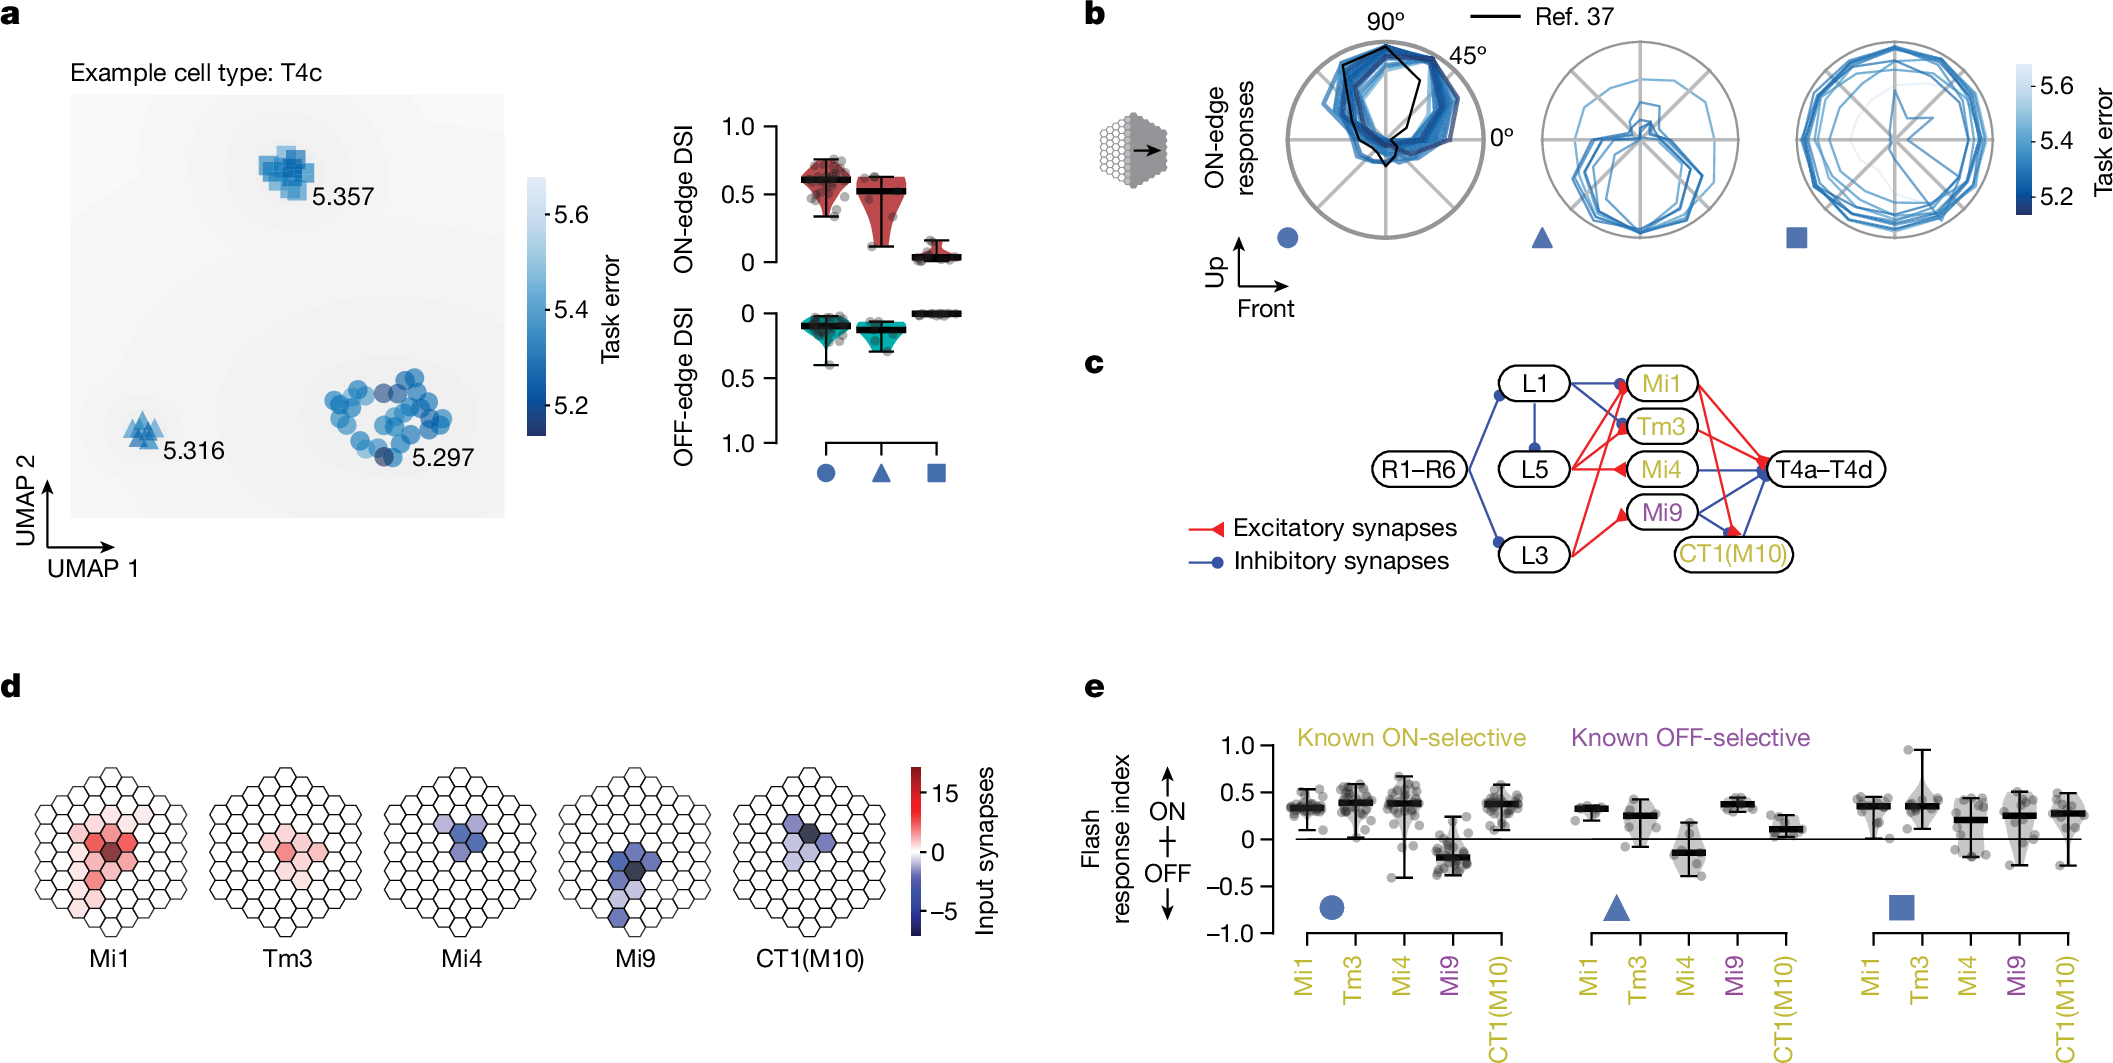 a
Example cell type: T4c
5.357
5.316
5.297
UMAP 2
UMAP 1
5.6
5.4
5.2
Task error
ON-edge DSI
1.0
0.5
0
OFF-edge DSI
0
0.5
1.0
b
ON-edge
responses
90°
45°
0°
Ref. 37
Up
Front
5.6
5.4
5.2
Task error
c
R1–R6
L1
L5
L3
Mi1
Tm3
Mi4
Mi9
CT1(M10)
T4a–T4d
Excitatory synapses
Inhibitory synapses
d
Mi1
Tm3
Mi4
Mi9
CT1(M10)
15
0
–5
Input synapses
e
Known ON-selective
Known OFF-selective
Flash
response index
ON
OFF
1.0
0.5
0
–0.5
–1.0
Mi1
Tm3
Mi4
Mi9
CT1(M10)
Mi1
Tm3
Mi4
Mi9
CT1(M10)
Mi1
Tm3
Mi4
Mi9
CT1(M10)